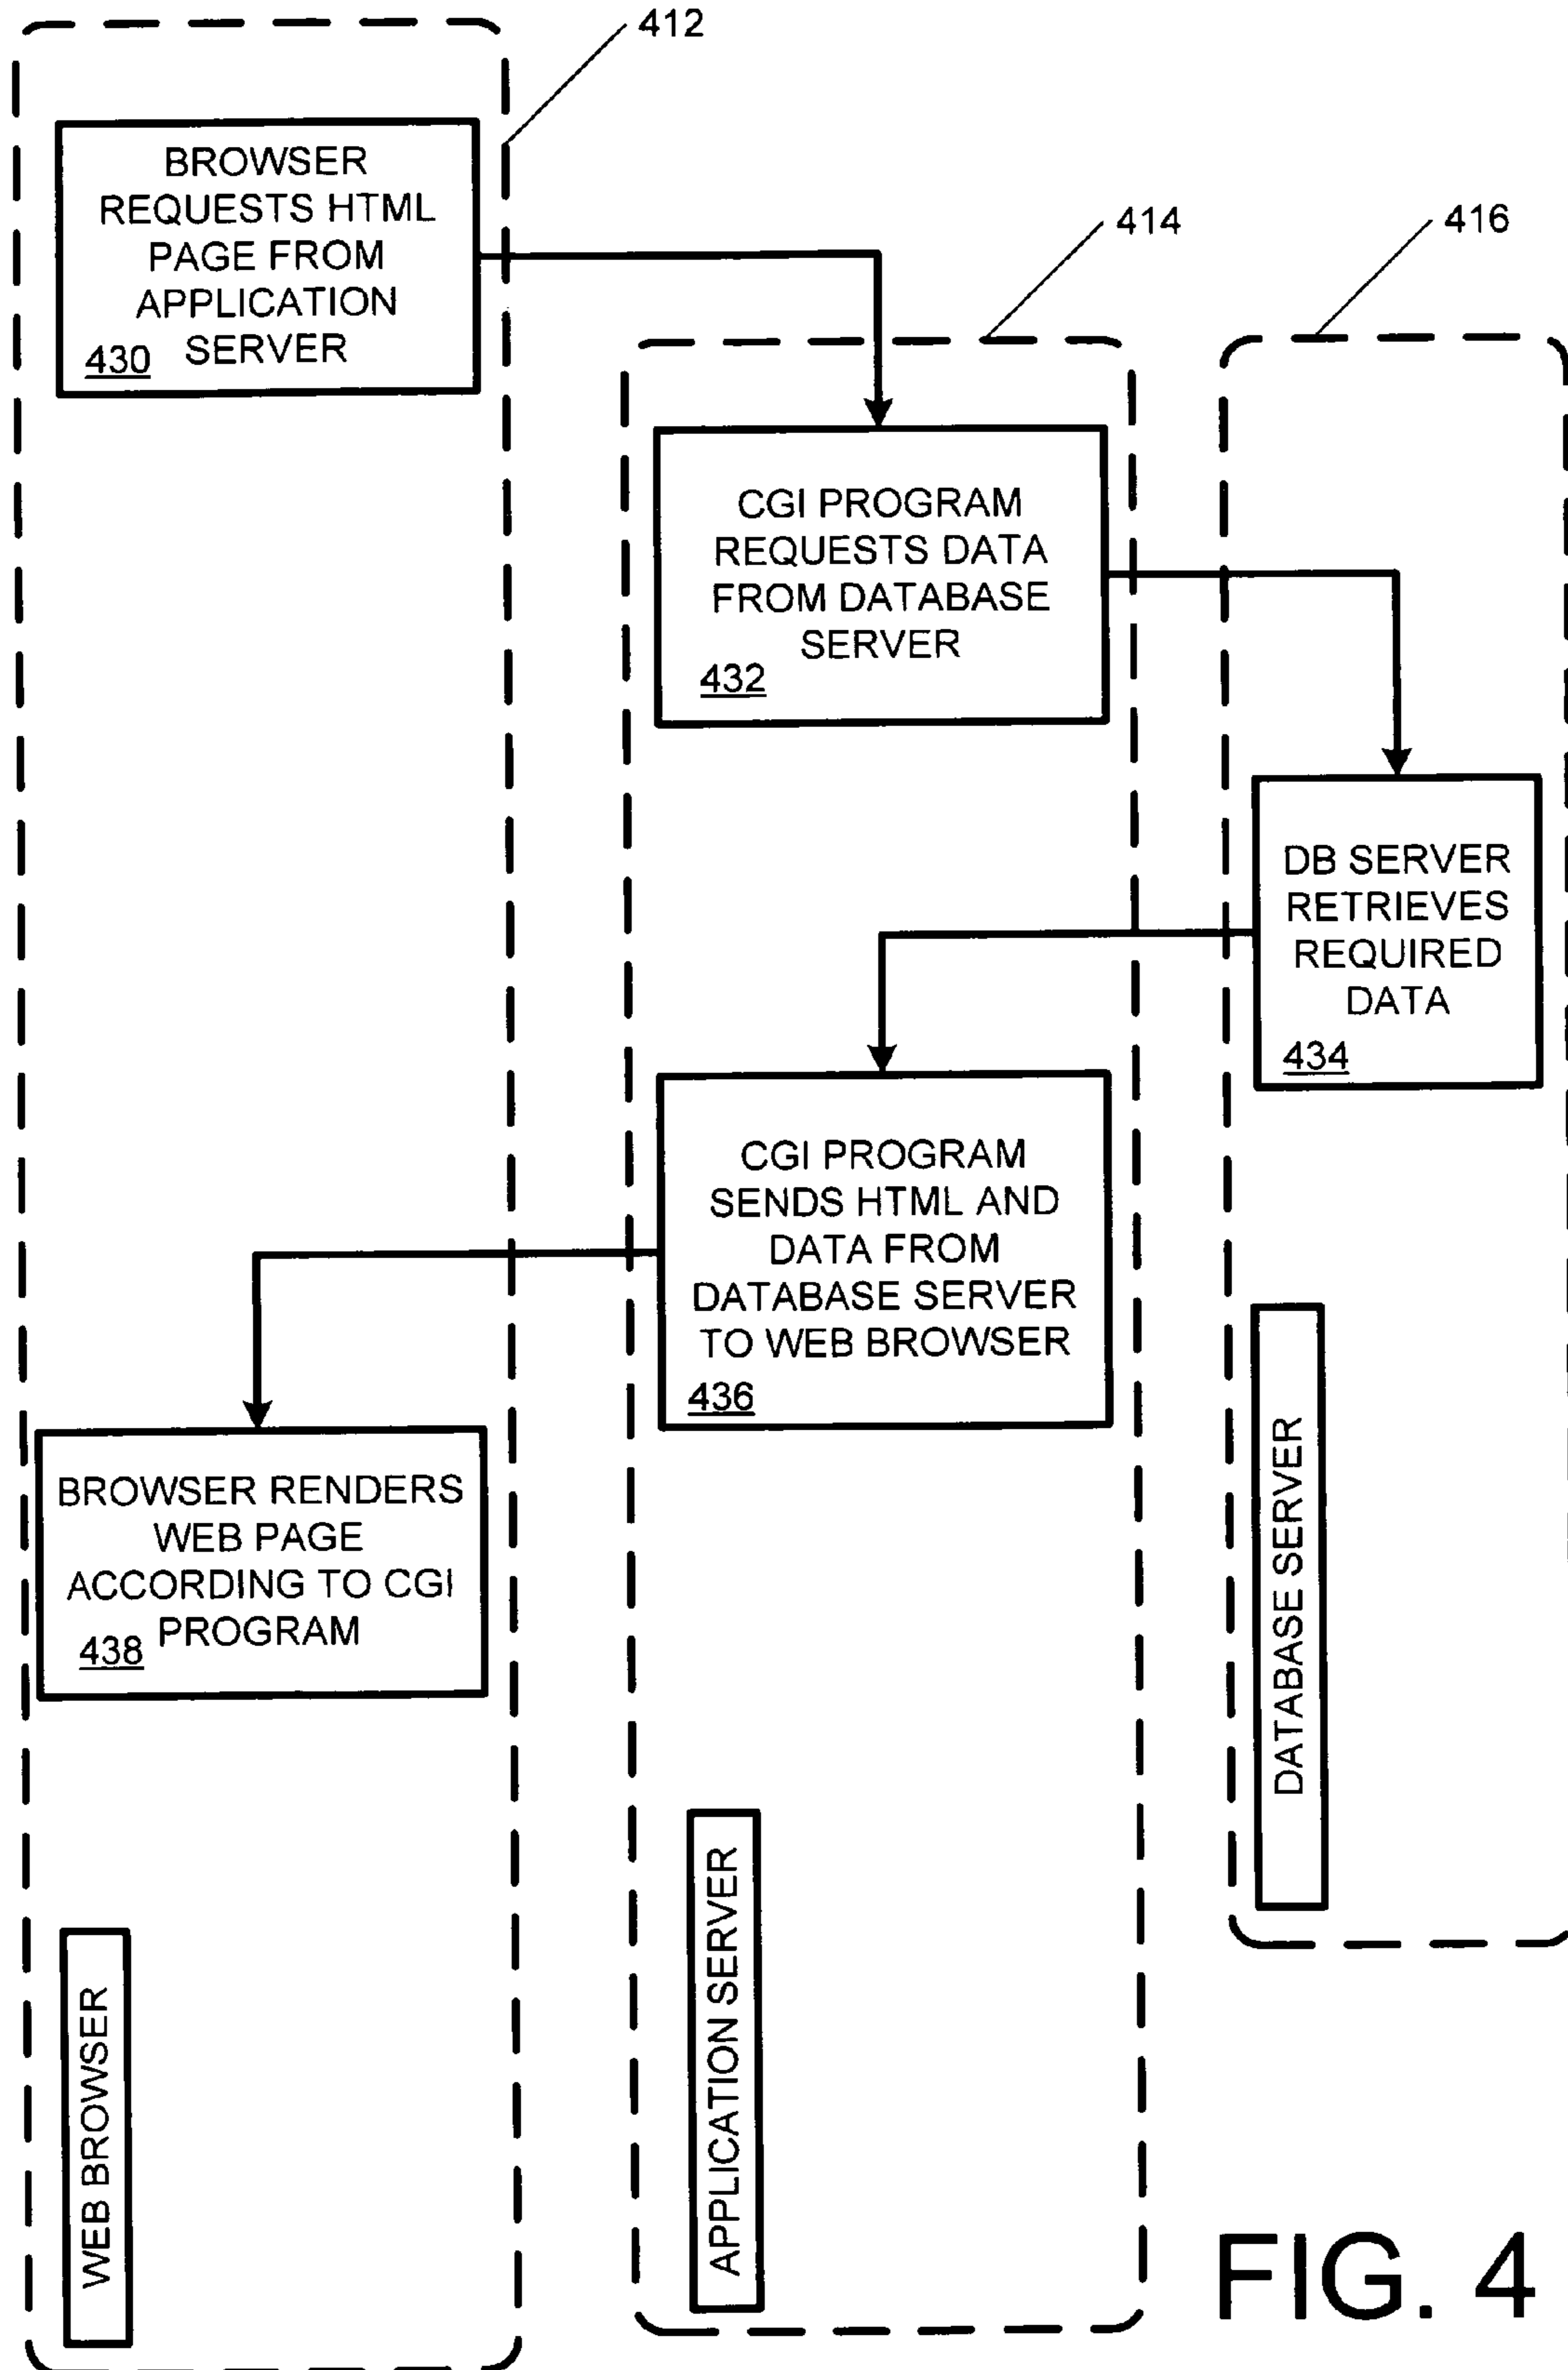 412
BROWSER
REQUESTS HTML
PAGE FROM
APPLICATION
SERVER
430
414
416
CGI PROGRAM
REQUESTS DATA
FROM DATABASE
SERVER
432
DB SERVER
RETRIEVES
REQUIRED
DATA
434
CGI PROGRAM
SENDS HTML AND
DATA FROM
DATABASE SERVER
TO WEB BROWSER
436
BROWSER RENDERS
WEB PAGE
ACCORDING TO CGI
PROGRAM
438
DATABASE SERVER
APPLICATION SERVER
WEB BROWSER
FIG. 4